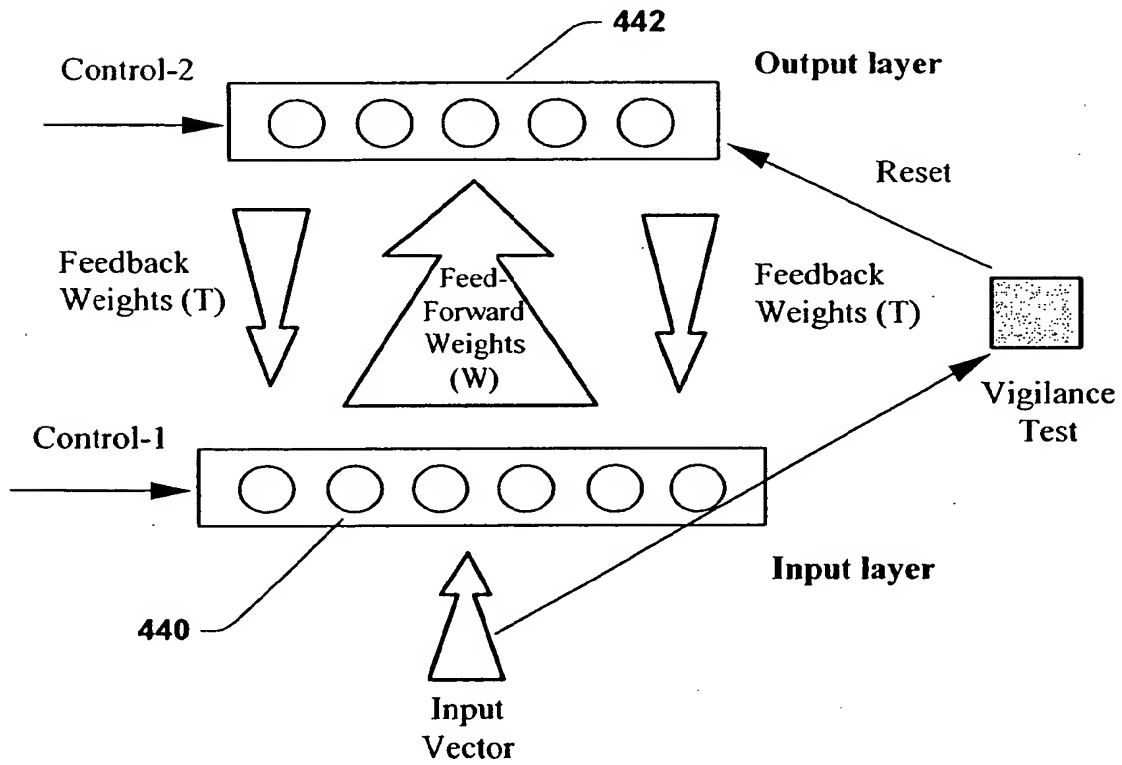 442
Control-2
Output layer
Reset
Feedback
Weights (T)
Feed-
Forward
Weights
(W)
Feedback
Weights (T)
Vigilance
Test
Control-1
Input layer
440
Input
Vector